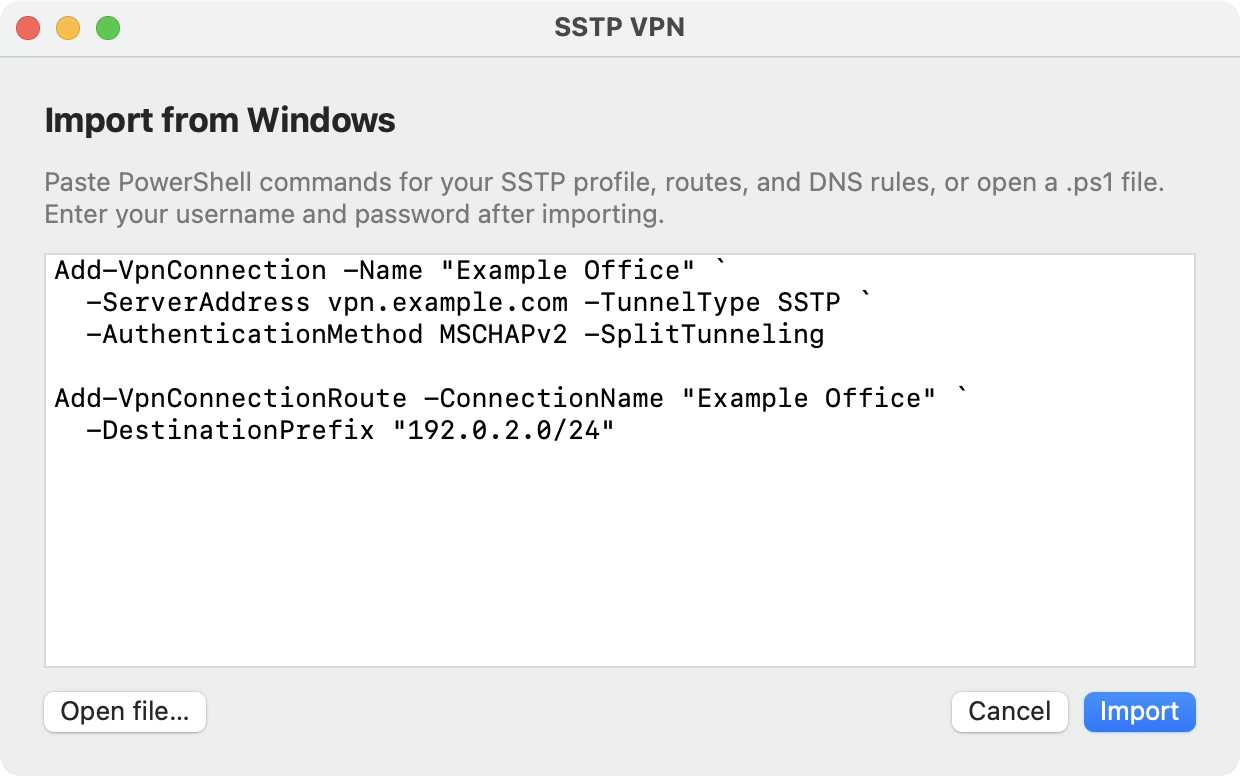 SSTP VPN
Import from Windows
Paste PowerShell commands for your SSTP profile, routes, and DNS rules, or open a .ps1 file.
Enter your username and password after importing.
Add-VpnConnection -Name "Example Office" `
  -ServerAddress vpn.example.com -TunnelType SSTP `
  -AuthenticationMethod MSCHAPv2 -SplitTunneling
Add-VpnConnectionRoute -ConnectionName "Example Office" `
  -DestinationPrefix "192.0.2.0/24"
Open file...
Cancel
Import